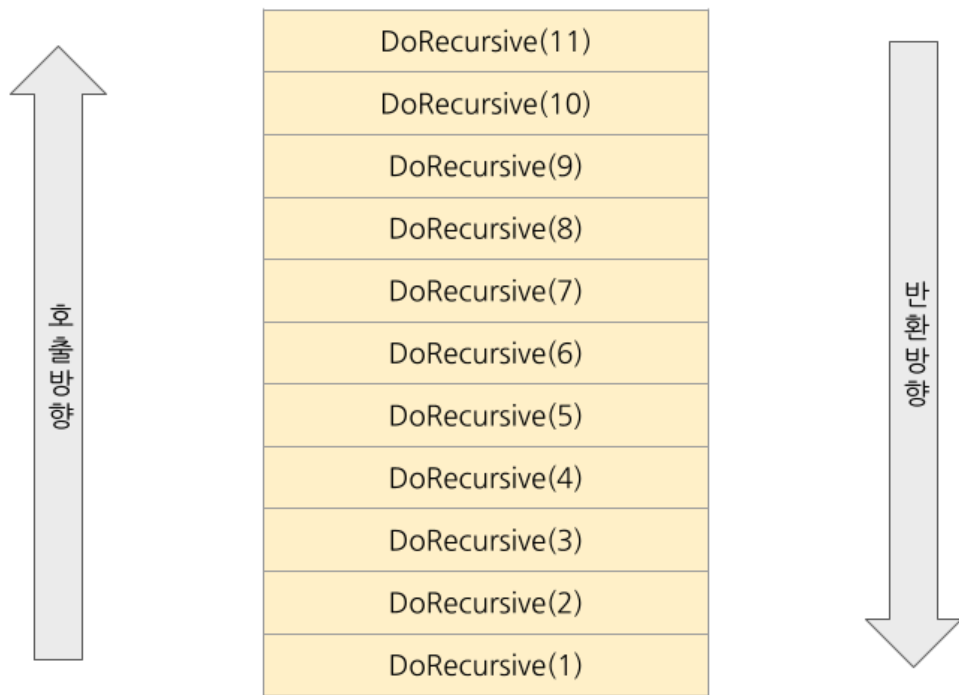 호출방향
DoRecursive(11)
DoRecursive(10)
DoRecursive(9)
DoRecursive(8)
DoRecursive(7)
DoRecursive(6)
DoRecursive(5)
DoRecursive(4)
DoRecursive(3)
DoRecursive(2)
DoRecursive(1)
반환방향